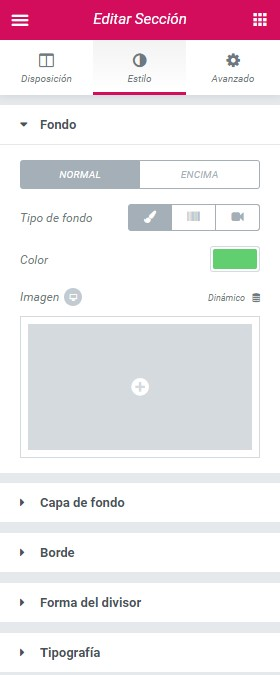 Editar Sección
Disposición Estilo Avanzado
Fondo
NORMAL ENCIMA
Tipo de fondo
Color
Imagen Dinámico
Capa de fondo
Borde
Forma del divisor
Tipografía